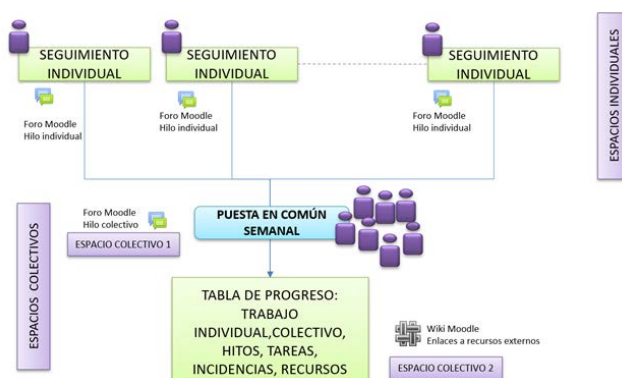 SEGUIMIENTO
INDIVIDUAL
SEGUIMIENTO
INDIVIDUAL
SEGUIMIENTO
INDIVIDUAL
Foro Moodle
Hilo individual
Foro Moodle
Hilo individual
Foro Moodle
Hilo individual
ESPACIOS INDIVIDUALES
ESPACIOS COLECTIVOS
Foro Moodle
Hilo colectivo
ESPACIO COLECTIVO 1
PUESTA EN COMÚN
SEMANAL
TABLA DE PROGRESO:
TRABAJO
INDIVIDUAL,COLECTIVO,
HITOS, TAREAS,
INCIDENCIAS, RECURSOS
Wiki Moodle
Enlaces a recursos externos
ESPACIO COLECTIVO 2